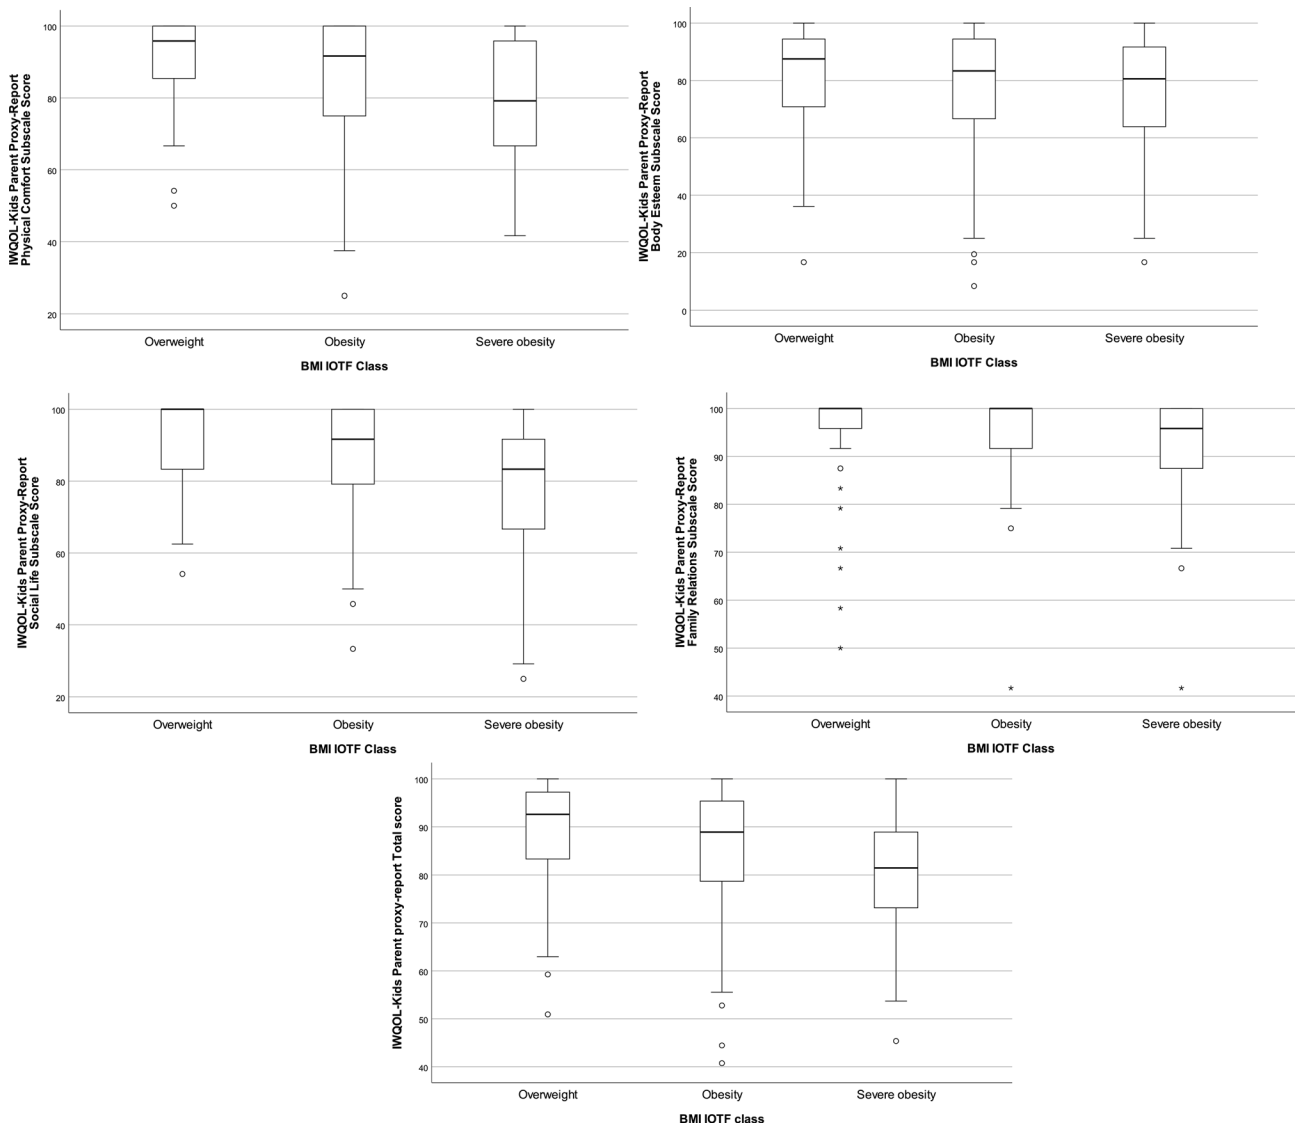 IWQOL-Kids Parent Proxy-Report
Physical Comfort Subscale Score
100
80
60
40
20
Overweight
Obesity
Severe obesity
BMI IOTF Class
IWQOL-Kids Parent Proxy-Report
Body Esteem Subscale Score
100
80
60
40
20
0
Overweight
Obesity
Severe obesity
BMI IOTF Class
IWQOL-Kids Parent Proxy-Report
Social Life Subscale Score
100
80
60
40
20
Overweight
Obesity
Severe obesity
BMI IOTF Class
IWQOL-Kids Parent Proxy-Report
Family Relations Subscale Score
100
90
80
70
60
50
40
Overweight
Obesity
Severe obesity
BMI IOTF Class
IWQOL-Kids Parent proxy-report Total score
100
90
80
70
60
50
40
Overweight
Obesity
Severe obesity
BMI IOTF class